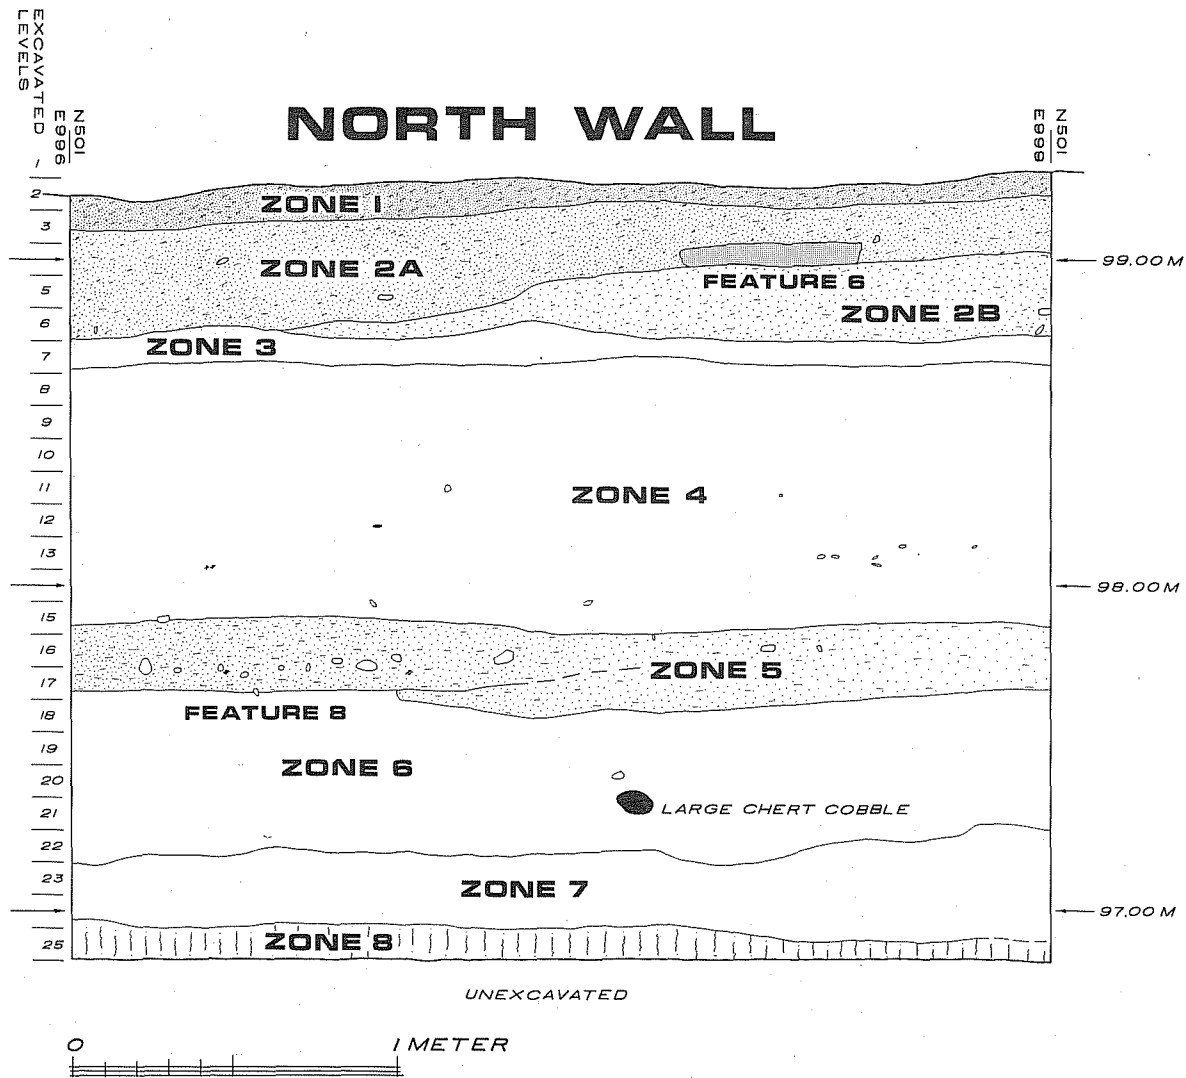 EXCAVATED
LEVELS
N501
E996
NORTH WALL
N501
E999
1
2
ZONE 1
3
ZONE 2A
99.00 M
FEATURE 6
5
ZONE 2B
6
ZONE 3
7
8
9
10
11
ZONE 4
12
13
98.00 M
15
16
ZONE 5
17
FEATURE 8
18
19
ZONE 6
20
21
LARGE CHERT COBBLE
22
23
ZONE 7
97.00 M
25
ZONE 8
UNEXCAVATED
0
1 METER